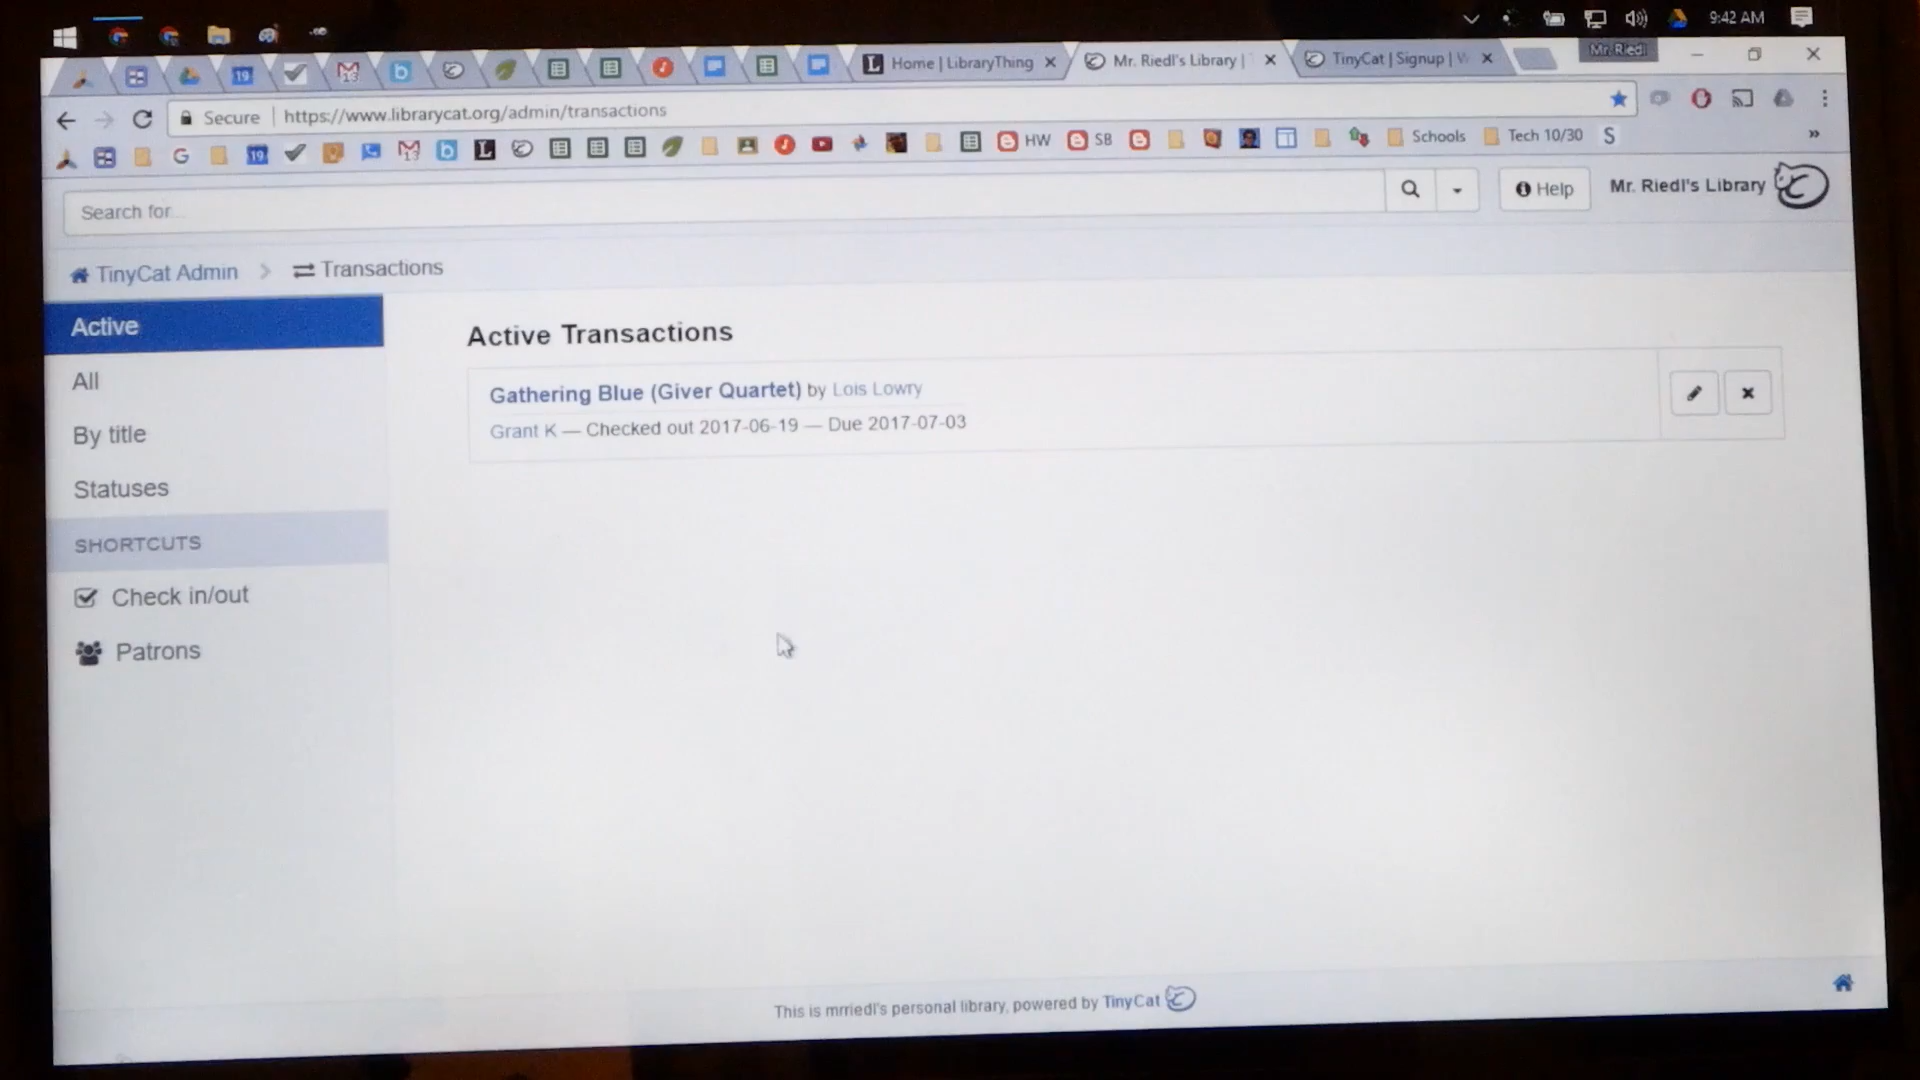 9:42 AM
Mr. Riedl
Home | LibraryThing
Mr. Riedl's Library |
TinyCat | Signup |
Secure https://www.librarycat.org/admin/transactions
19
HW
SB
Schools
Tech 10/30
S
Search for...
Help
Mr. Riedl's Library
TinyCat Admin
Transactions
Active
All
By title
Statuses
SHORTCUTS
Check in/out
Patrons
Active Transactions
Gathering Blue (Giver Quartet) by Lois Lowry
Grant K — Checked out 2017-06-19 — Due 2017-07-03
This is mrriedl's personal library, powered by TinyCat